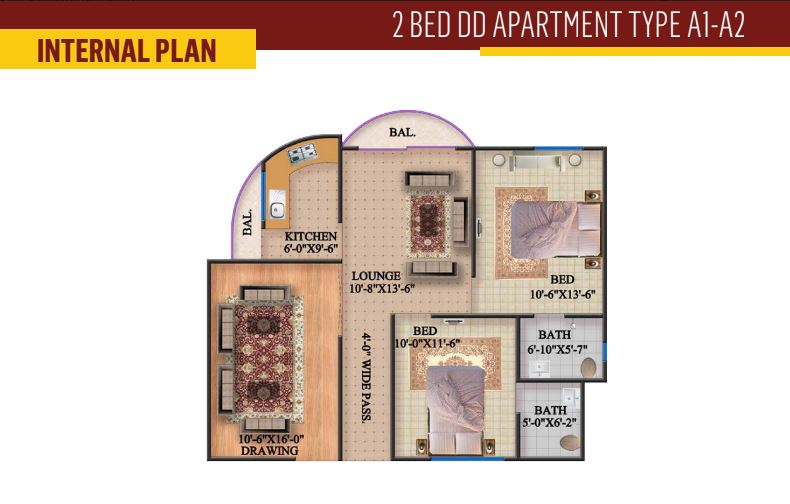 2 BED DD APARTMENT TYPE A1-A2
INTERNAL PLAN
BAL.
BAL.
KITCHEN
6'-0"X9'-6"
LOUNGE
10'-8"X13'-6"
BED
10'-6"X13'-6"
4'-0" WIDE PASS.
BED
10'-0"X11'-6"
BATH
6'-10"X5'-7"
BATH
5'-0"X6'-2"
10'-6"X16'-0"
DRAWING